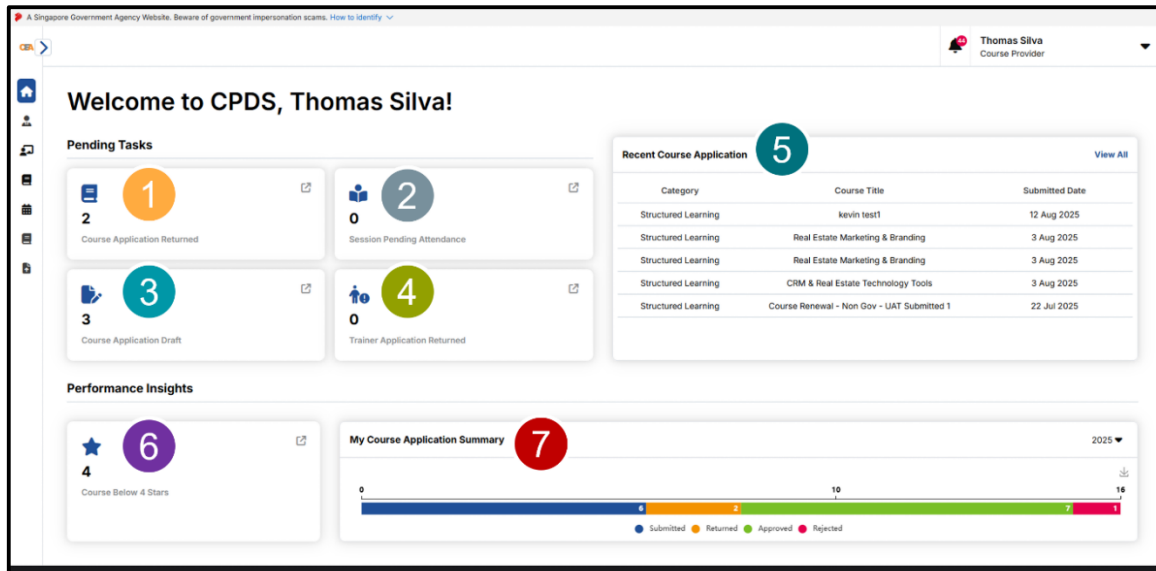 A Singapore Government Agency Website. Beware of government impersonation scams. How to identify
CEA
44
Thomas Silva
Course Provider
Welcome to CPDS, Thomas Silva!
Pending Tasks
1
2
Course Application Returned
2
0
Session Pending Attendance
3
3
Course Application Draft
4
0
Trainer Application Returned
Recent Course Application
5
View All
Category Course Title Submitted Date
Structured Learning kevin test1 12 Aug 2025
Structured Learning Real Estate Marketing & Branding 3 Aug 2025
Structured Learning Real Estate Marketing & Branding 3 Aug 2025
Structured Learning CRM & Real Estate Technology Tools 3 Aug 2025
Structured Learning Course Renewal - Non Gov - UAT Submitted 1 22 Jul 2025
Performance Insights
6
4
Course Below 4 Stars
My Course Application Summary
7
2025
0 10 16
6 2 7 1
Submitted Returned Approved Rejected